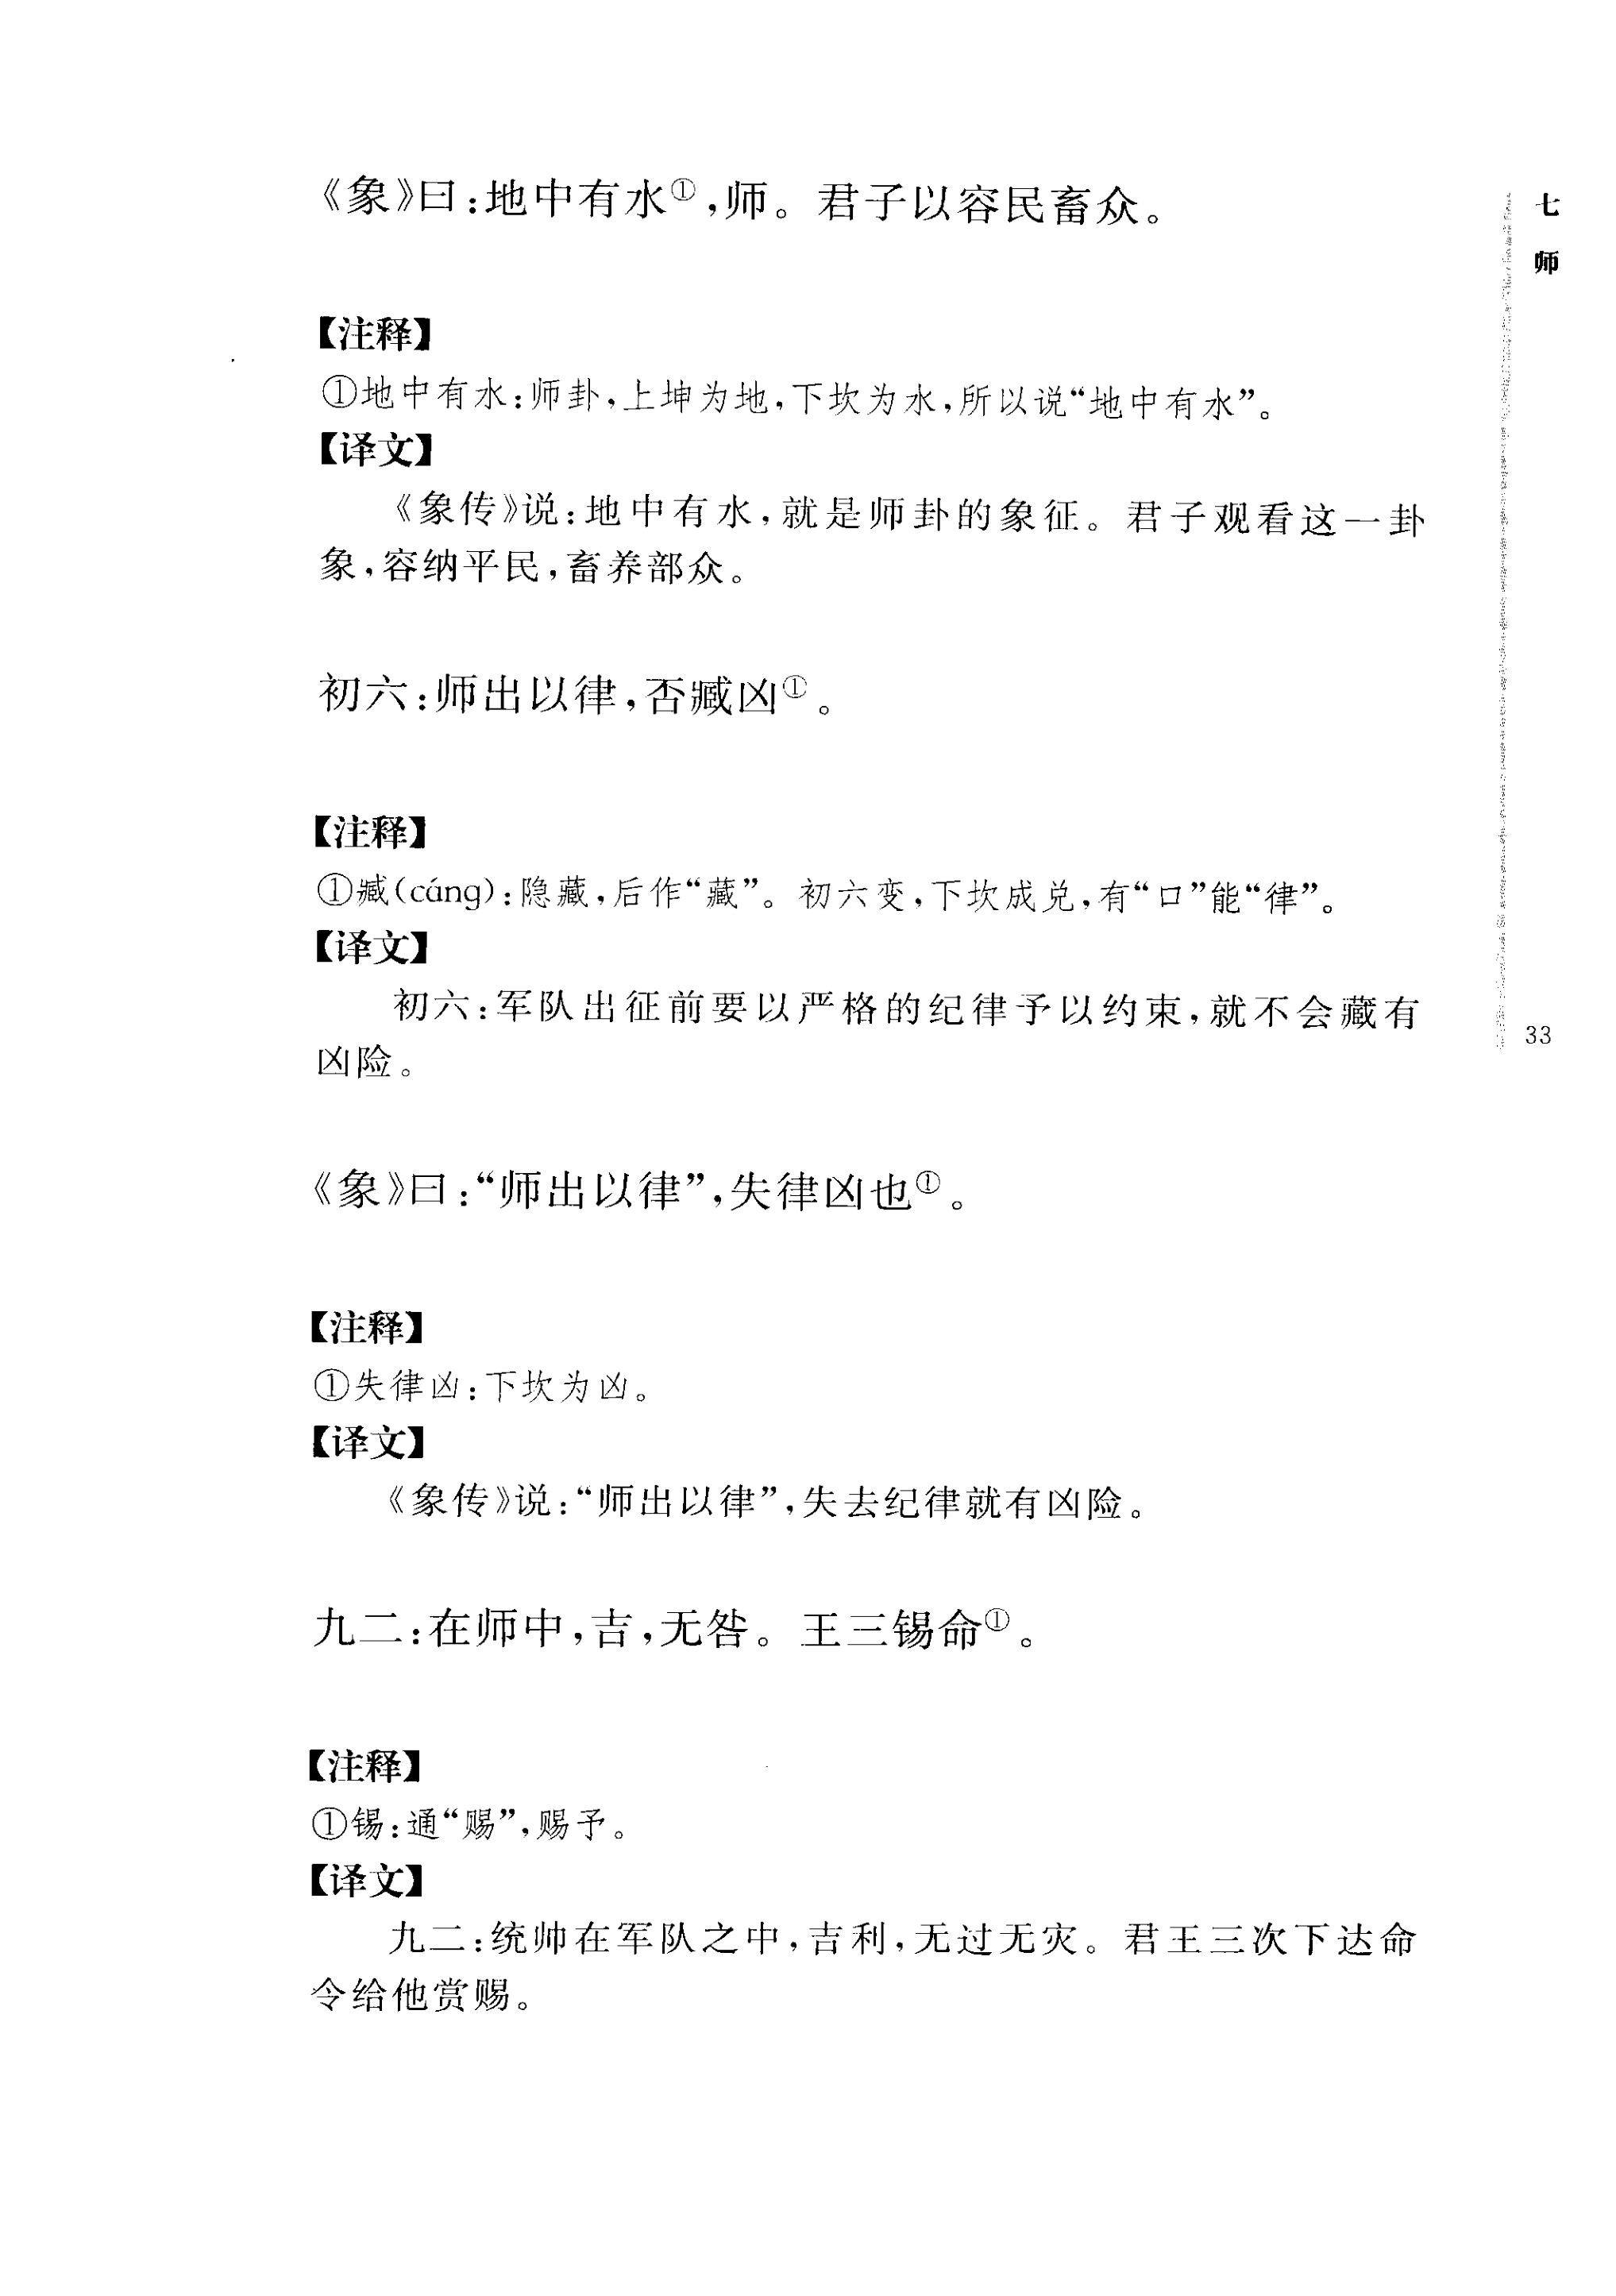 《象》曰:地中有水①,师。君子以容民畜众。
【注释】
①地中有水:师卦,上坤为地,下坎为水,所以说“地中有水”。
【译文】
《象传》说:地中有水,就是师卦的象征。君子观看这一卦
象,容纳平民,畜养部众。
初六:师出以律,否臧凶①。
【注释】
①臧(cáng):隐藏,后作“藏”。初六变,下坎成兑,有“口”能“律”。
【译文】
初六:军队出征前要以严格的纪律予以约束,就不会藏有
凶险。
《象》曰:“师出以律”,失律凶也①。
【注释】
①失律凶:下坎为凶。
【译文】
《象传》说:“师出以律”,失去纪律就有凶险。
九二:在师中,吉,无咎。王三锡命①。
【注释】
①锡:通“赐”,赐予。
【译文】
九二:统帅在军队之中,吉利,无过无灾。君王三次下达命
令给他赏赐。
七 师
33